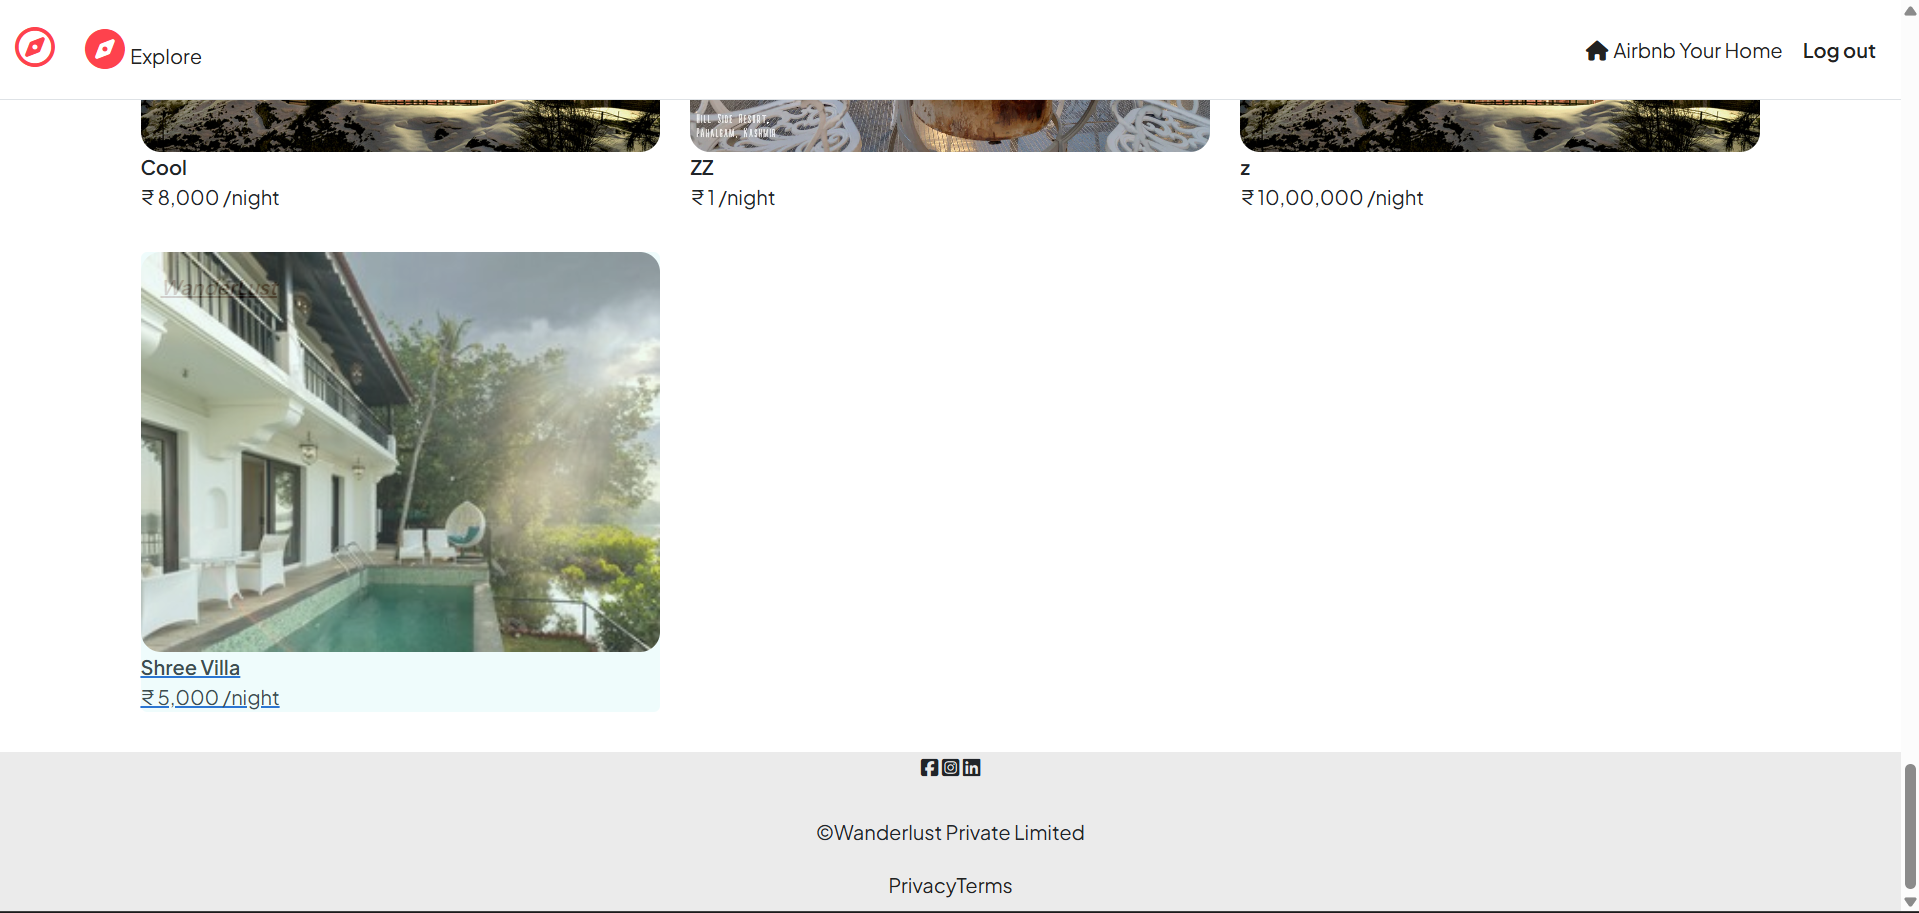 Explore
Airbnb Your Home
Log out
Hill Side Resort,
Pahalgam, Kashmir
Cool
₹ 8,000 /night
ZZ
₹ 1 /night
z
₹ 10,00,000 /night
WanderLust
Shree Villa
₹ 5,000 /night
©Wanderlust Private Limited
PrivacyTerms